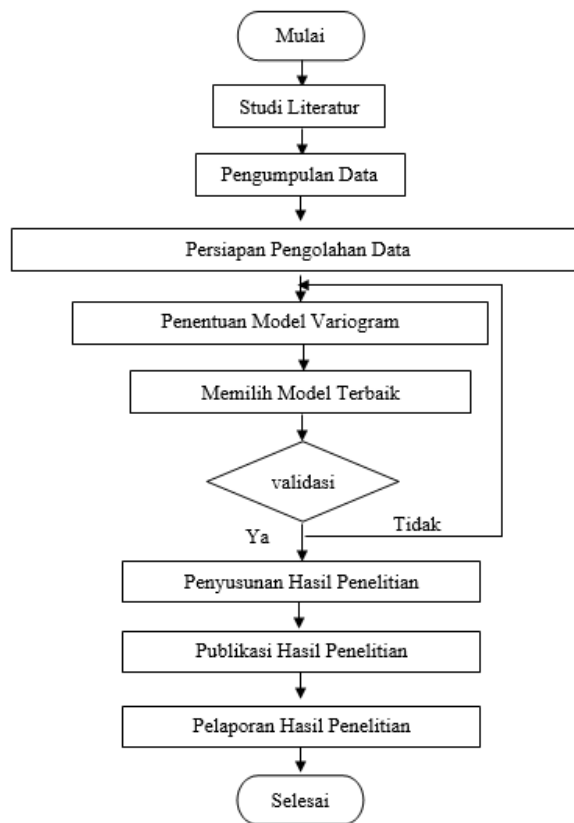 Mulai
Studi Literatur
Pengumpulan Data
Persiapan Pengolahan Data
Penentuan Model Variogram
Memilih Model Terbaik
validasi
Tidak
Ya
Penyusunan Hasil Penelitian
Publikasi Hasil Penelitian
Pelaporan Hasil Penelitian
Selesai